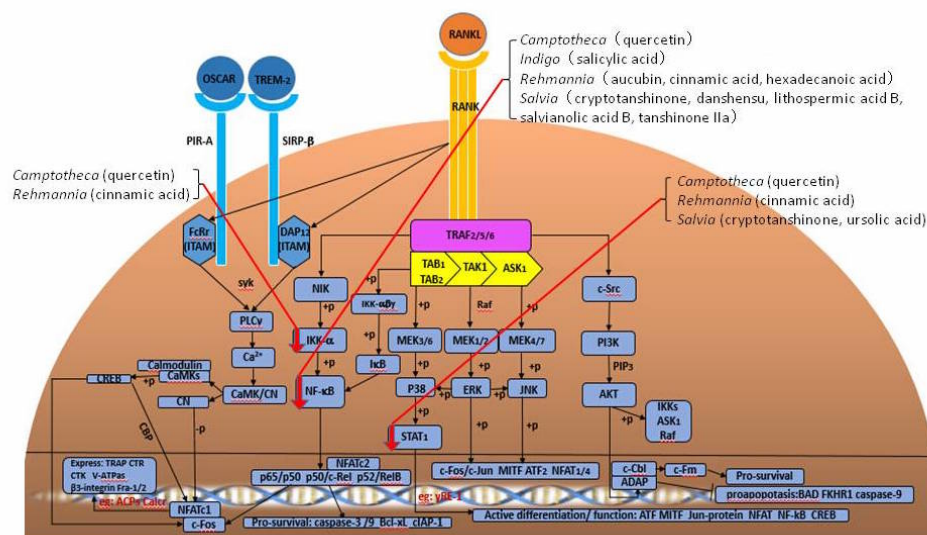 RANKL
Camptotheca (quercetin)
Indigo (salicylic acid)
Rehmannia (aucubin, cinnamic acid, hexadecanoic acid)
Salvia (cryptotanshinone, danshensu, lithospermic acid B,
salvianolic acid B, tanshinone IIa)
OSCAR
TREM-2
RANK
PIR-A
SIRP-β
Camptotheca (quercetin)
Rehmannia (cinnamic acid)
Camptotheca (quercetin)
Rehmannia (cinnamic acid)
Salvia (cryptotanshinone, ursolic acid)
FcRr
(ITAM)
DAP12
(ITAM)
TRAF2/5/6
TAB1
TAB2
TAK1
ASK1
syk
NIK
+p
IKK-αβγ
+p
Raf
+p
c-Src
PLCγ
+p
IKK-α
+p
MEK3/6
MEK1/2
MEK4/7
PI3K
Ca2+
IκB
PIP3
Calmodulin
CREB
+p
CaMKs
CaMK/CN
+p
NF-κB
+p
P38
+p
ERK
+p
JNK
AKT
CN
CBP
-p
+p
STAT1
+p
+p
+p
IKKs
ASK1
Raf
Express: TRAP CTR
CTK V-ATPas
β3-integrin Fra-1/2
eg: ACPs Calcr
NFATc2
p65/p50 p50/c-Rel p52/RelB
c-Fos/c-Jun MITF ATF2 NFAT1/4
c-Cbl
ADAP
c-Fm
Pro-survival
proapopotasis:BAD FKHR1 caspase-9
eg: yRE-1
NFATc1
c-Fos
Pro-survival: caspase-3 /9 Bcl-xL cIAP-1
Active differentiation/ function: ATF MITF Jun-protein NFAT NF-kB CREB